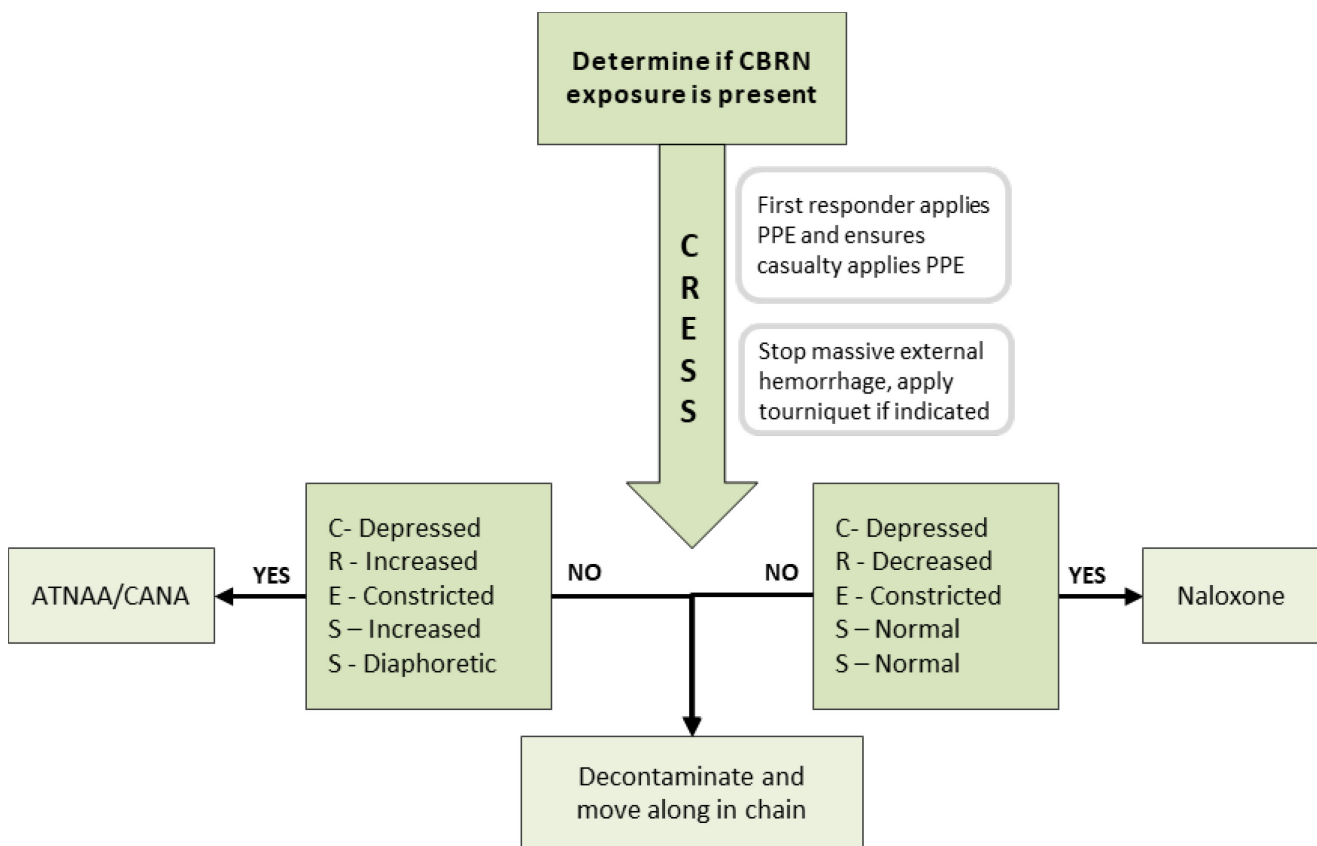 Determine if CBRN
exposure is present
First responder applies
PPE and ensures
casualty applies PPE
C
R
E
S
S
Stop massive external
hemorrhage, apply
tourniquet if indicated
ATNAA/CANA
YES
C- Depressed
R - Increased
E - Constricted
S – Increased
S - Diaphoretic
NO
NO
C- Depressed
R - Decreased
E - Constricted
S – Normal
S – Normal
YES
Naloxone
Decontaminate and
move along in chain